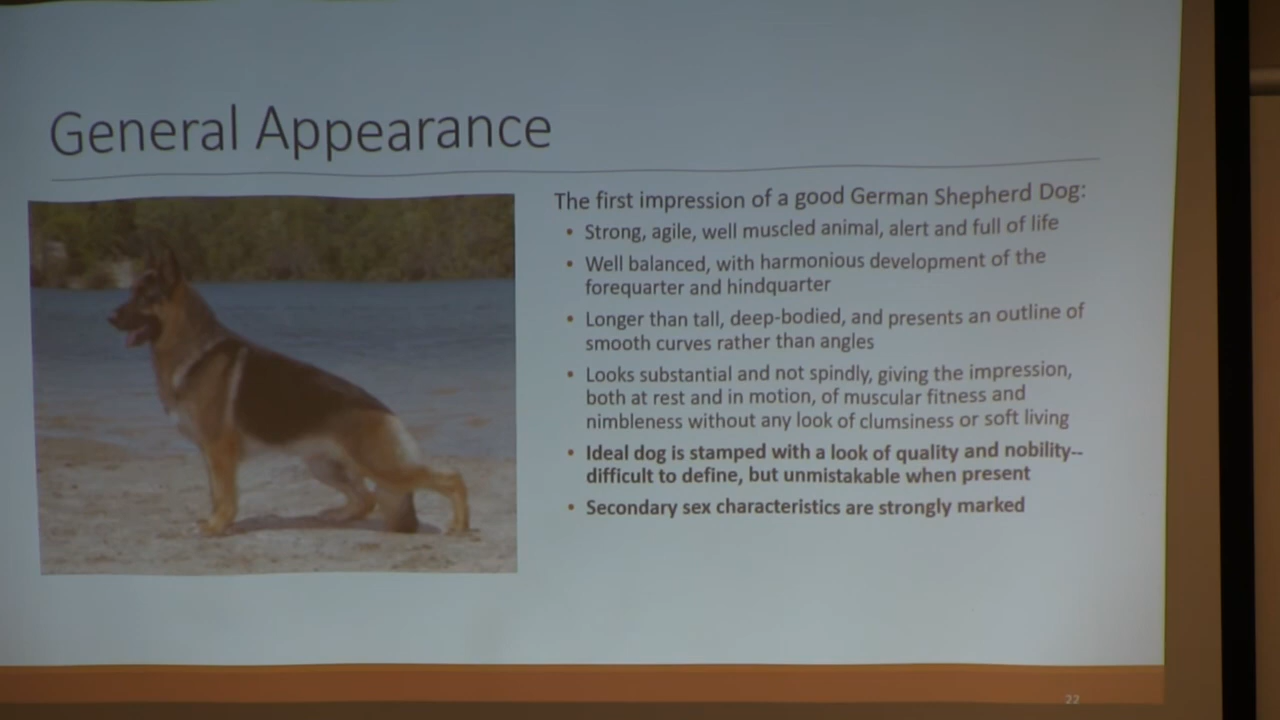 General Appearance
The first impression of a good German Shepherd Dog:
• Strong, agile, well muscled animal, alert and full of life
• Well balanced, with harmonious development of the
forequarter and hindquarter
• Longer than tall, deep-bodied, and presents an outline of
smooth curves rather than angles
• Looks substantial and not spindly, giving the impression,
both at rest and in motion, of muscular fitness and
nimbleness without any look of clumsiness or soft living
• Ideal dog is stamped with a look of quality and nobility--
difficult to define, but unmistakable when present
• Secondary sex characteristics are strongly marked
22